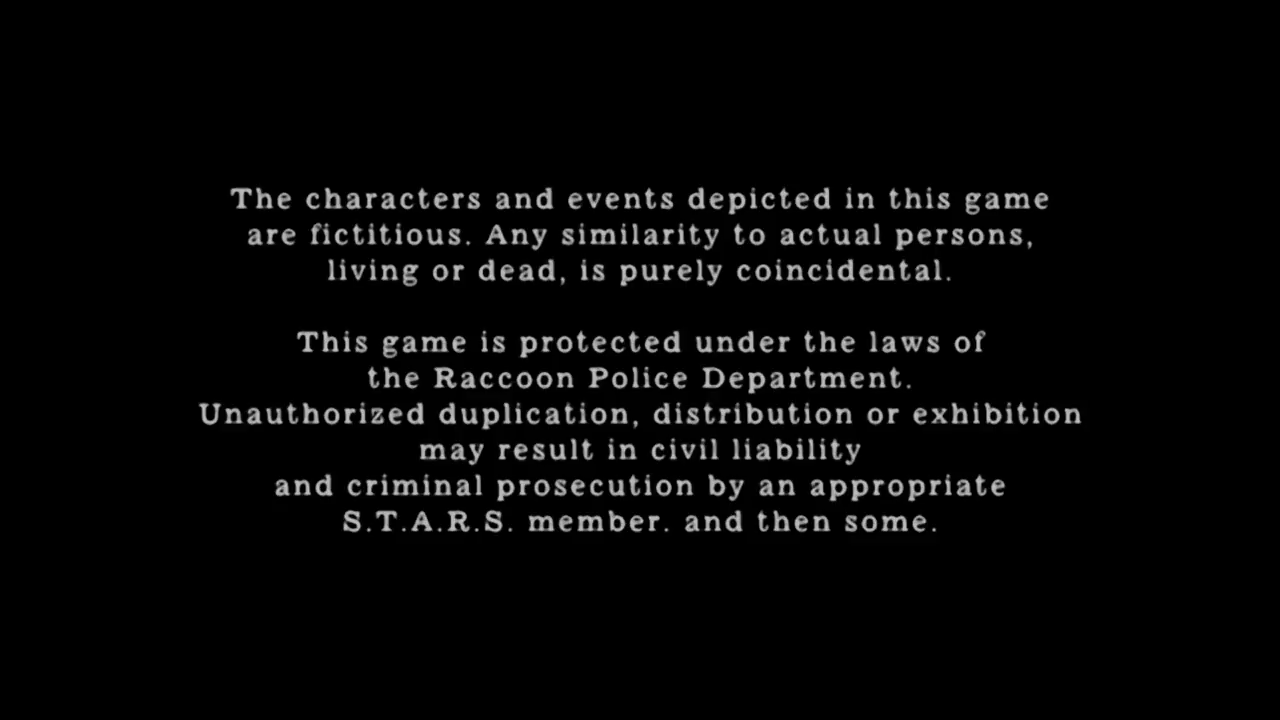 The characters and events depicted in this game
are fictitious. Any similarity to actual persons,
living or dead, is purely coincidental.
This game is protected under the laws of
the Raccoon Police Department.
Unauthorized duplication, distribution or exhibition
may result in civil liability
and criminal prosecution by an appropriate
S.T.A.R.S. member. and then some.